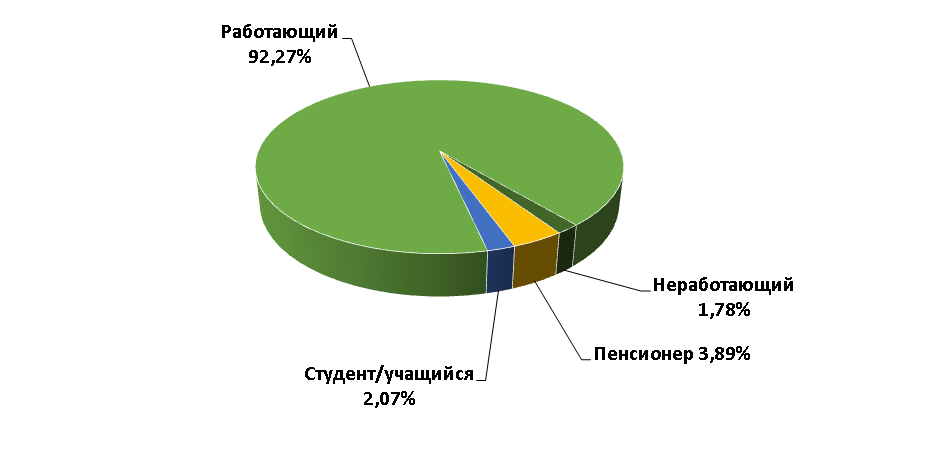 Работающий
92,27%
Неработающий
1,78%
Пенсионер 3,89%
Студент/учащийся
2,07%